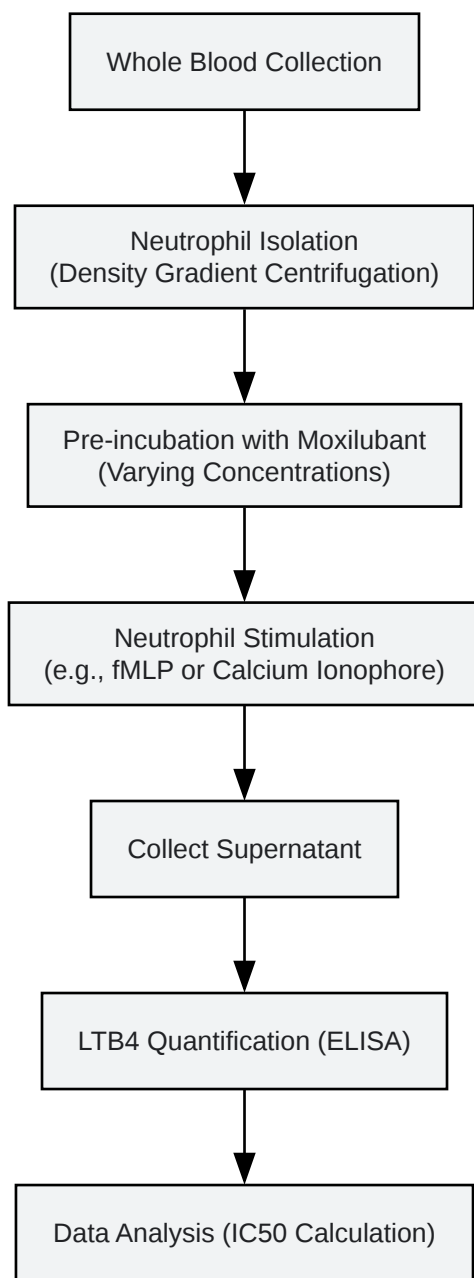 Whole Blood Collection
Neutrophil Isolation
(Density Gradient Centrifugation)
Pre-incubation with Moxilubant
(Varying Concentrations)
Neutrophil Stimulation
(e.g., fMLP or Calcium Ionophore)
Collect Supernatant
LTB4 Quantification (ELISA)
Data Analysis (IC50 Calculation)